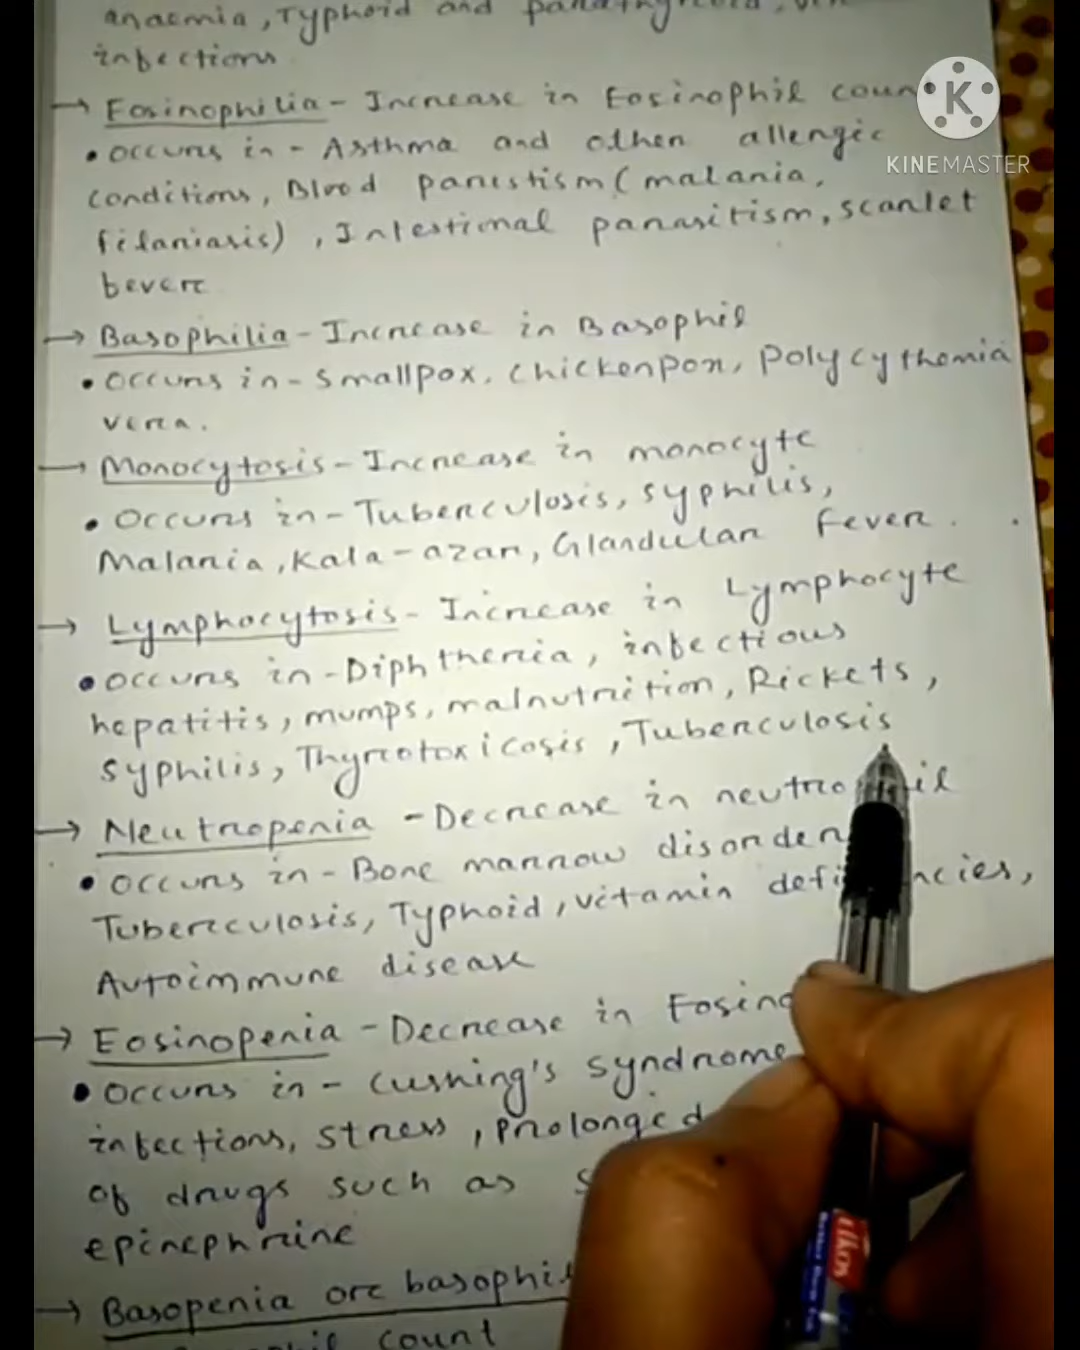 anaemia, Typhoid and
infections
→ Eosinophilia - Increase in Eosinophil coun
• occurs in - Asthma and other allergic
conditions, Blood parastism (malaria,
filariasis), Intestional parasitism, scarlet
fever
→ Basophilia - Increase in Basophil
• occurs in - smallpox, chickenpox, polycythemia
vera.
→ Monocytosis - Increase in monocyte
• occurs in - Tuberculosis, syphilis,
Malaria, Kala-azar, Glandular fever.
→ Lymphocytosis - Increase in Lymphocyte
• occurs in - Diphtheria, infectious
hepatitis, mumps, malnutrition, Rickets,
syphilis, Thyrotoxicosis, Tuberculosis
→ Neutropenia - Decrease in neutro il
• occurs in - Bone marrow disorder
Tuberculosis, Typhoid, vitamin defi ncies,
Autoimmune disease
→ Eosinopenia - Decrease in Eosino
• occurs in - cushing's syndrome
infections, stress, prolonged
of drugs such as s
epinephrine
→ Basopenia or basophi
count
KINEMASTER
elkos